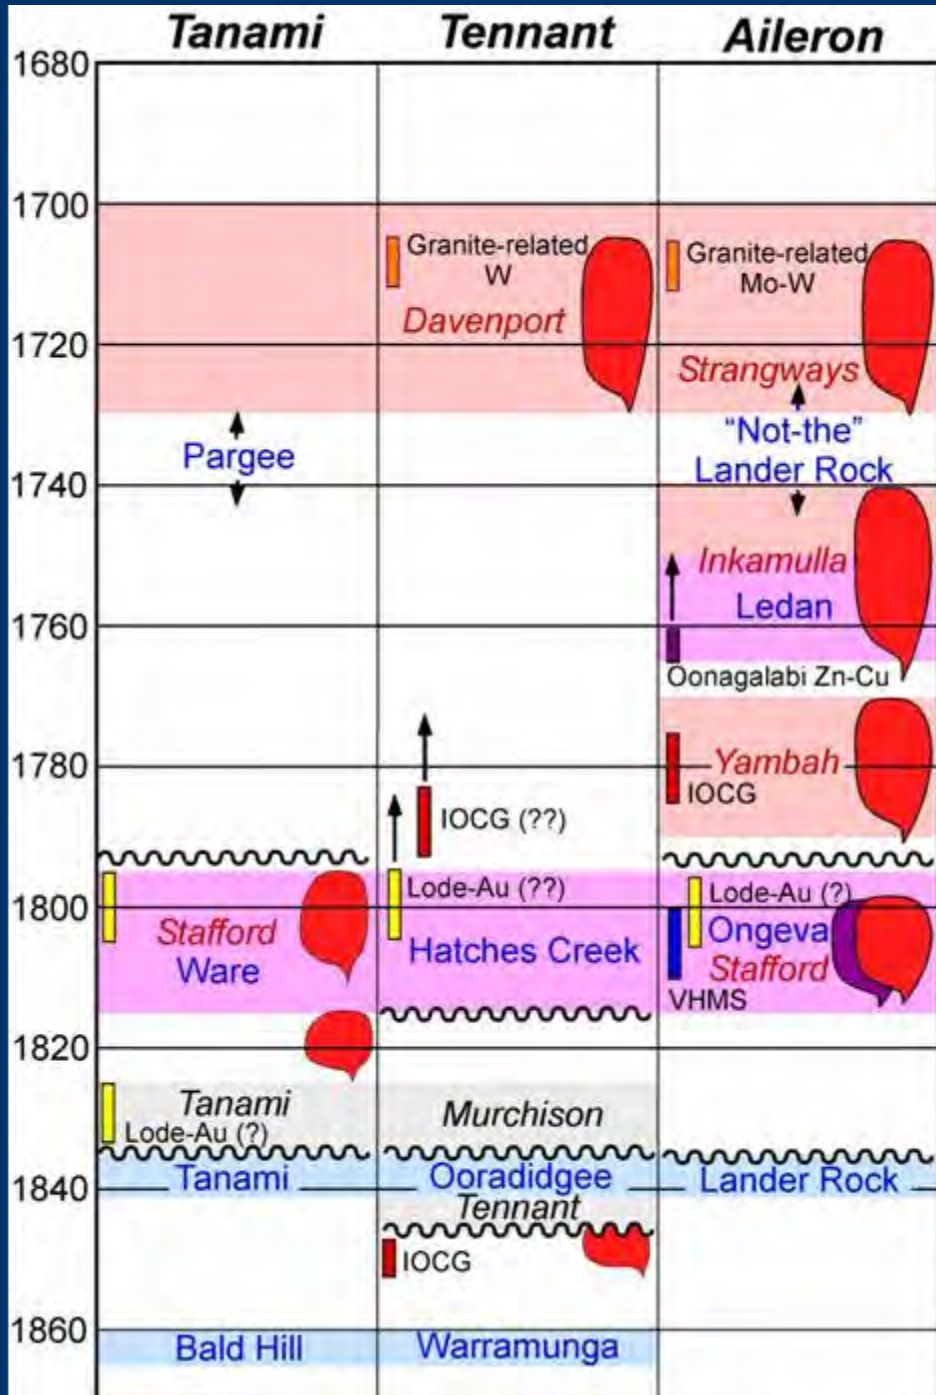 Tanami Tennant Aileron
1680
1700
Granite-related
W
Granite-related
Mo-W
Davenport
1720
Strangways
Pargee
"Not-the"
Lander Rock
1740
Inkamulla
Ledan
1760
Oonagalabi Zn-Cu
1780
Yambah
IOCG
IOCG (??)
Lode-Au (??)
Lode-Au (?)
1800
Stafford
Ware
Hatches Creek
Ongeva
Stafford
VHMS
1820
Tanami
Lode-Au (?)
Murchison
Tanami
Ooradidgee
Lander Rock
1840
Tennant
IOCG
1860
Bald Hill
Warramunga